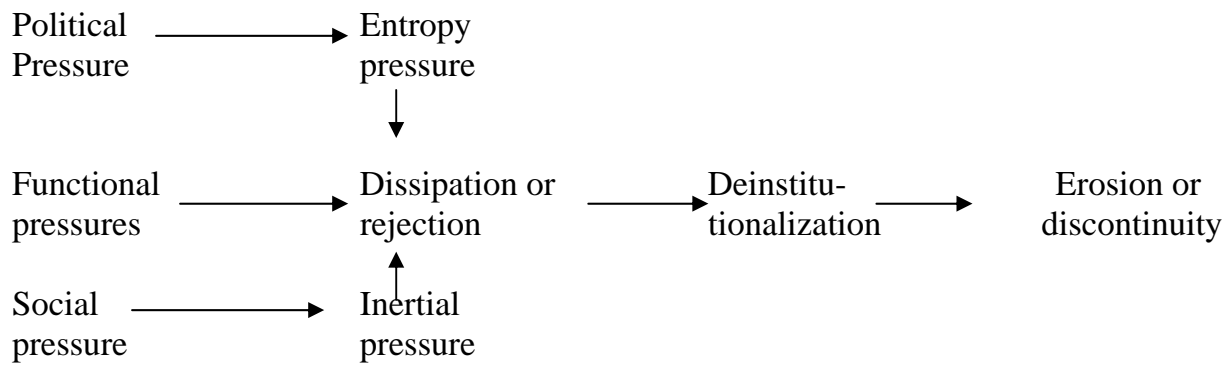 Political
Pressure
Entropy
pressure
Functional
pressures
Dissipation or
rejection
Deinstitu-
tionalization
Erosion or
discontinuity
Social
pressure
Inertial
pressure